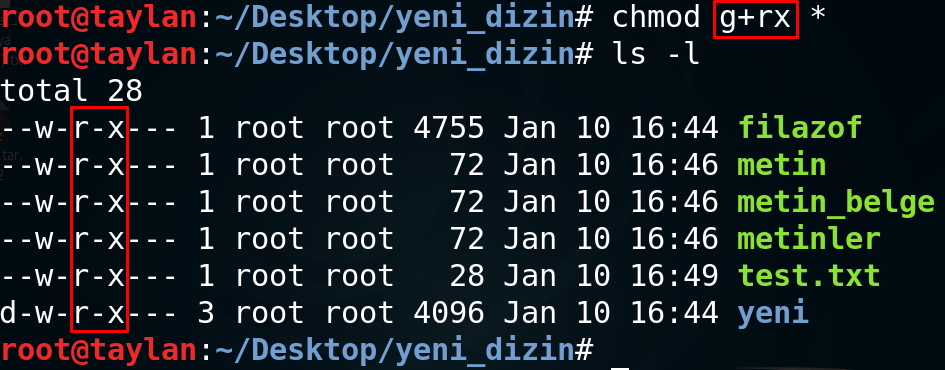 root@taylan:~/Desktop/yeni_dizin# chmod g+rx *
root@taylan:~/Desktop/yeni_dizin# ls -l
total 28
--w-r-x--- 1 root root 4755 Jan 10 16:44 filazof
--w-r-x--- 1 root root   72 Jan 10 16:46 metin
--w-r-x--- 1 root root   72 Jan 10 16:46 metin_belge
--w-r-x--- 1 root root   72 Jan 10 16:46 metinler
--w-r-x--- 1 root root   28 Jan 10 16:49 test.txt
d-w-r-x--- 3 root root 4096 Jan 10 16:44 yeni
root@taylan:~/Desktop/yeni_dizin#